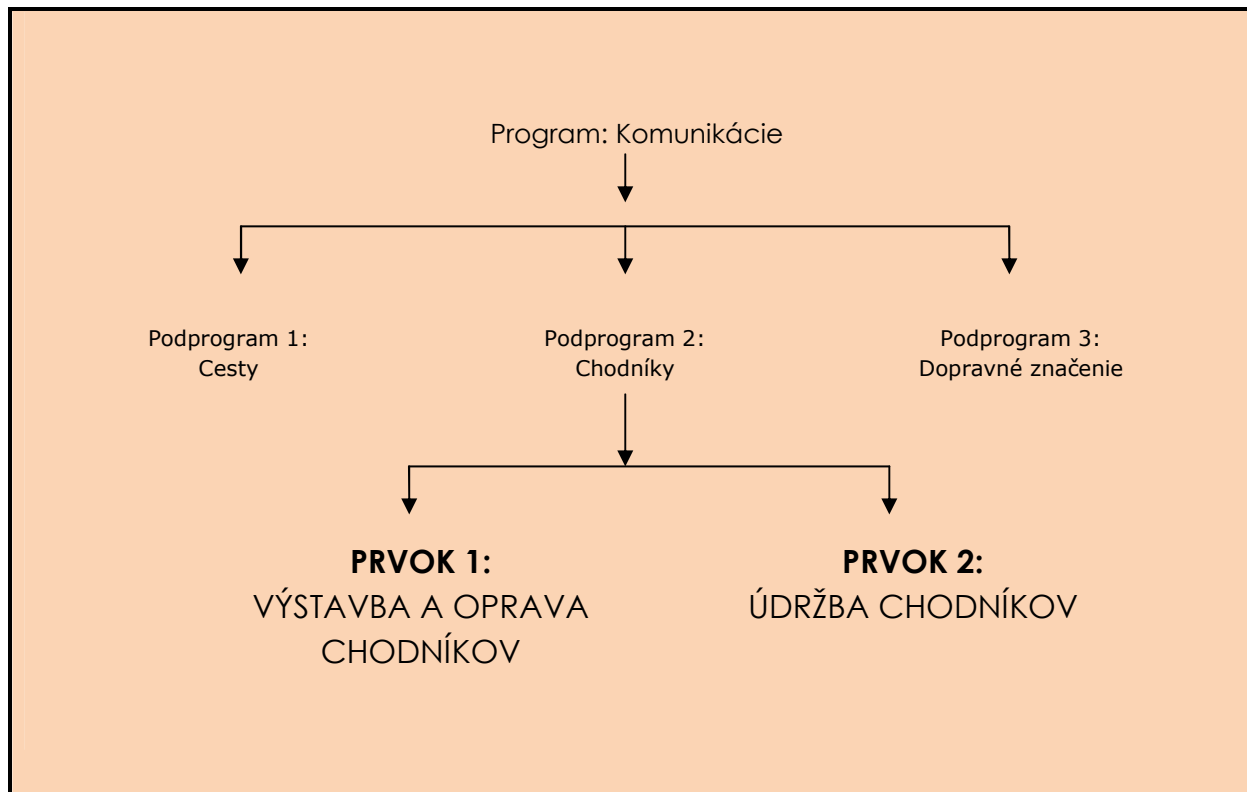 Program: Komunikácie
Podprogram 1:
Cesty
Podprogram 2:
Chodníky
Podprogram 3:
Dopravné značenie
PRVOK 1:
VÝSTAVBA A OPRAVA
CHODNÍKOV
PRVOK 2:
ÚDRŽBA CHODNÍKOV